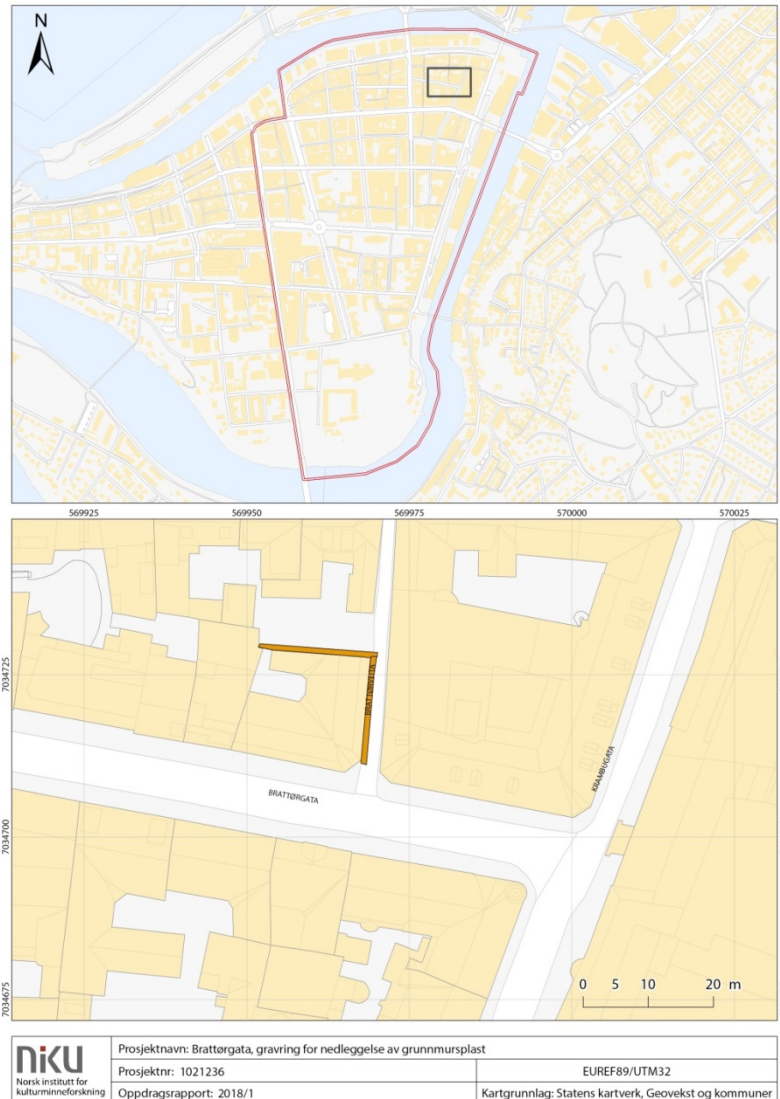 N
569925 569950 569975 570000 570025
7034725
BRATTØRVEITA
KRAMBUGATA
BRATTØRGATA
7034700
0 5 10 20 m
7034675
NIKU
Norsk institutt for
kulturminneforskning
Prosjektnavn: Brattørgata, gravring for nedleggelse av grunnmursplast
Prosjektnr: 1021236
EUREF89/UTM32
Oppdragsrapport: 2018/1
Kartgrunnlag: Statens kartverk, Geovekst og kommuner